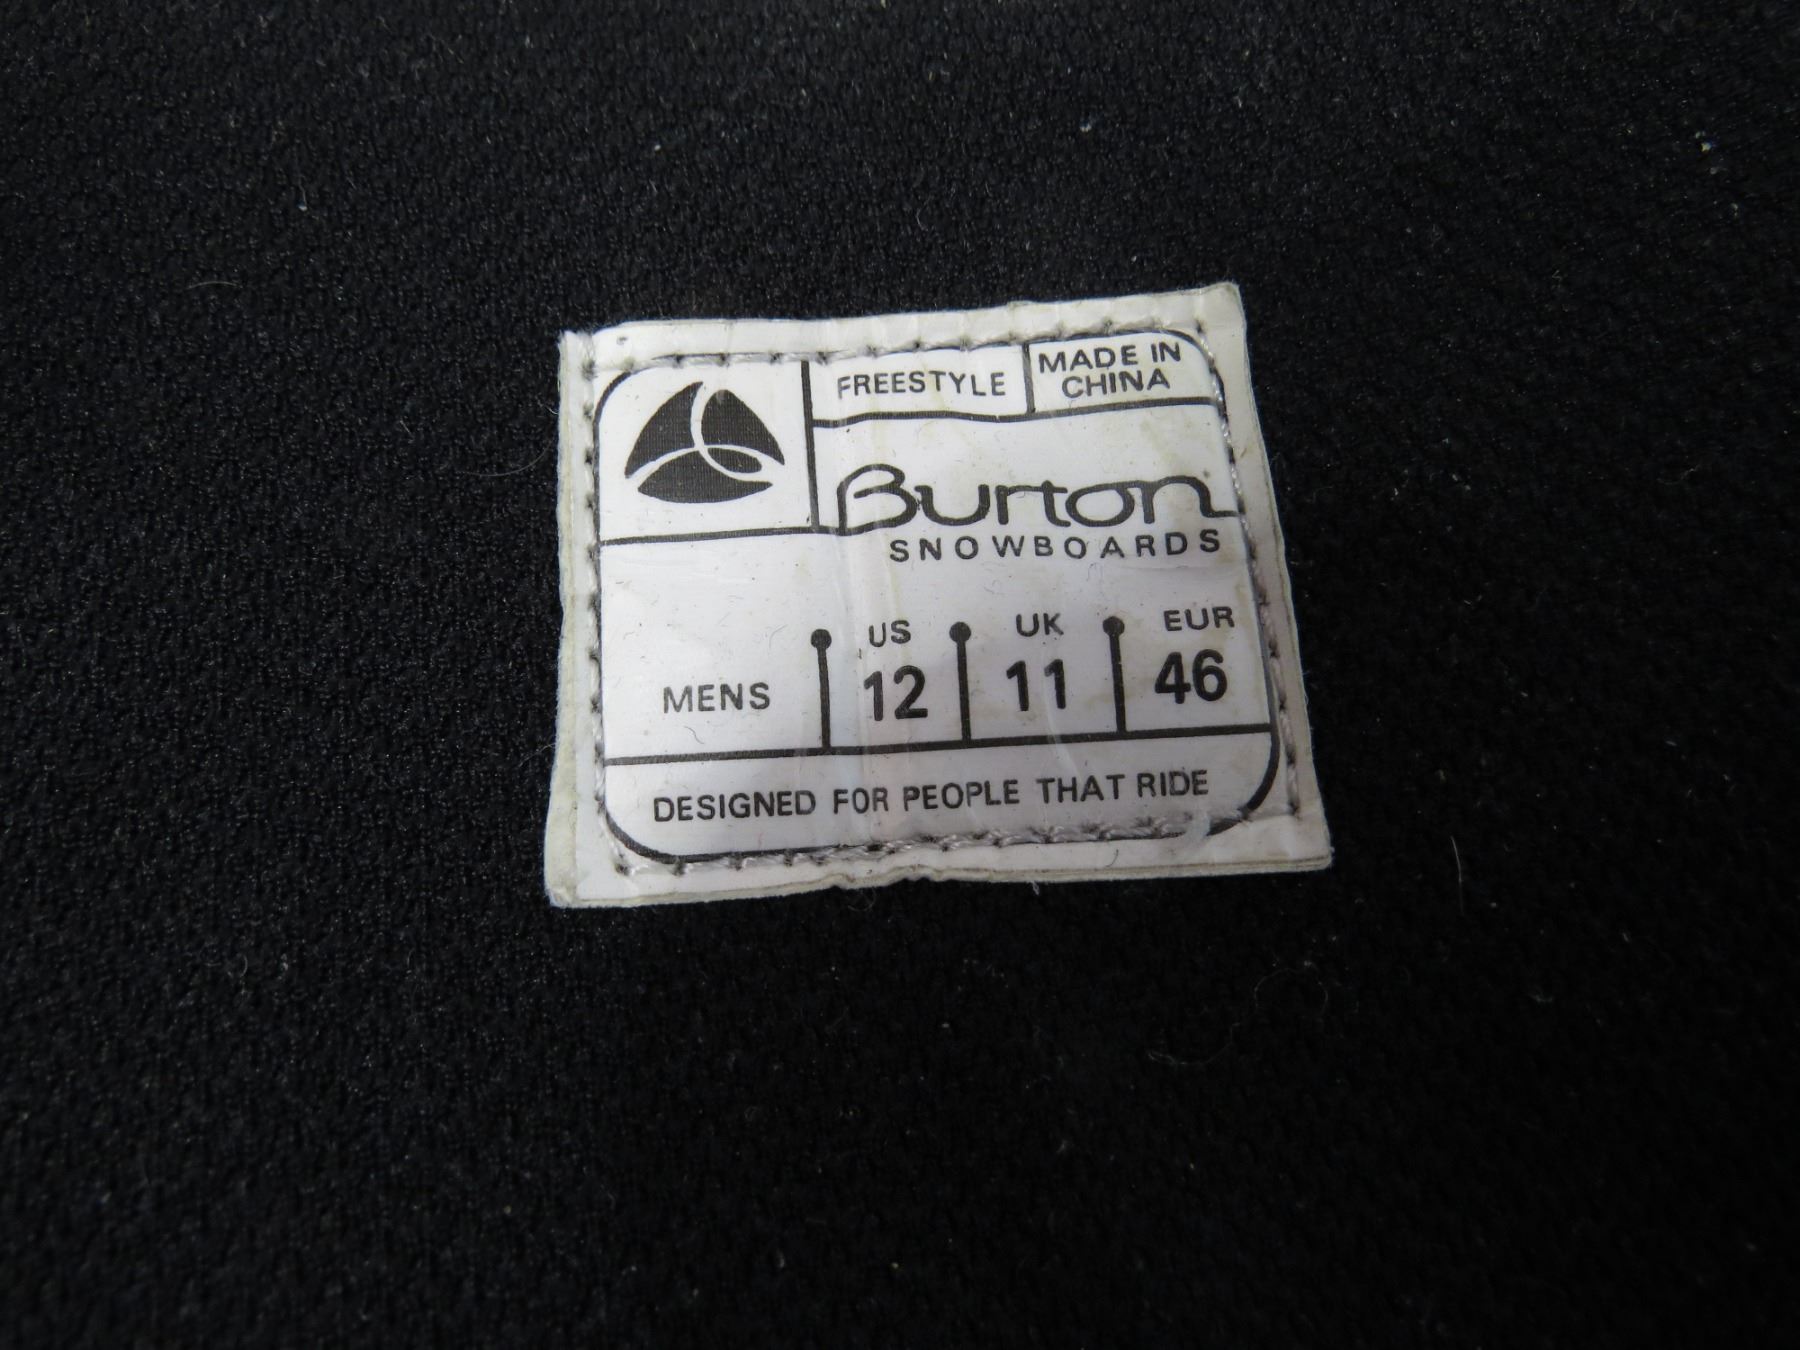 FREESTYLE
MADE IN
CHINA
Burton
SNOWBOARDS
MENS
US
12
UK
11
EUR
46
DESIGNED FOR PEOPLE THAT RIDE